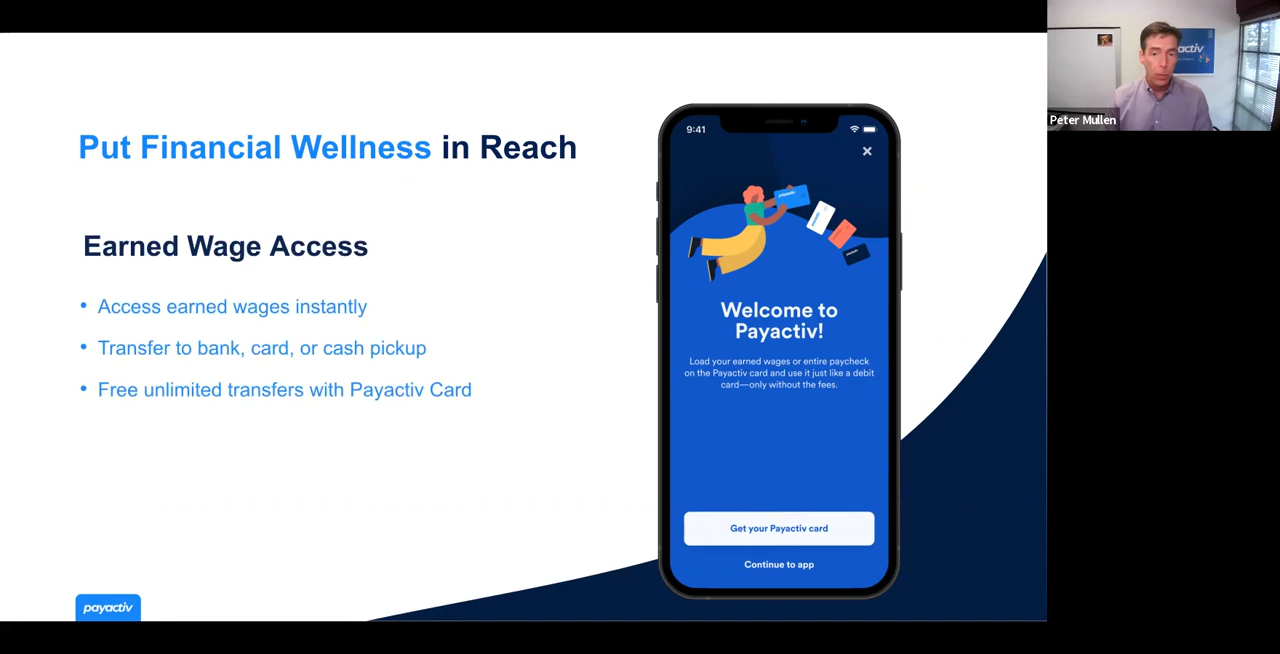 Put Financial Wellness in Reach
Earned Wage Access
• Access earned wages instantly
• Transfer to bank, card, or cash pickup
• Free unlimited transfers with Payactiv Card
payactiv
9:41
payactiv
Welcome to
Payactiv!
Load your earned wages or entire paycheck
on the Payactiv card and use it just like a debit
card—only without the fees.
Get your Payactiv card
Continue to app
activ
Peter Mullen